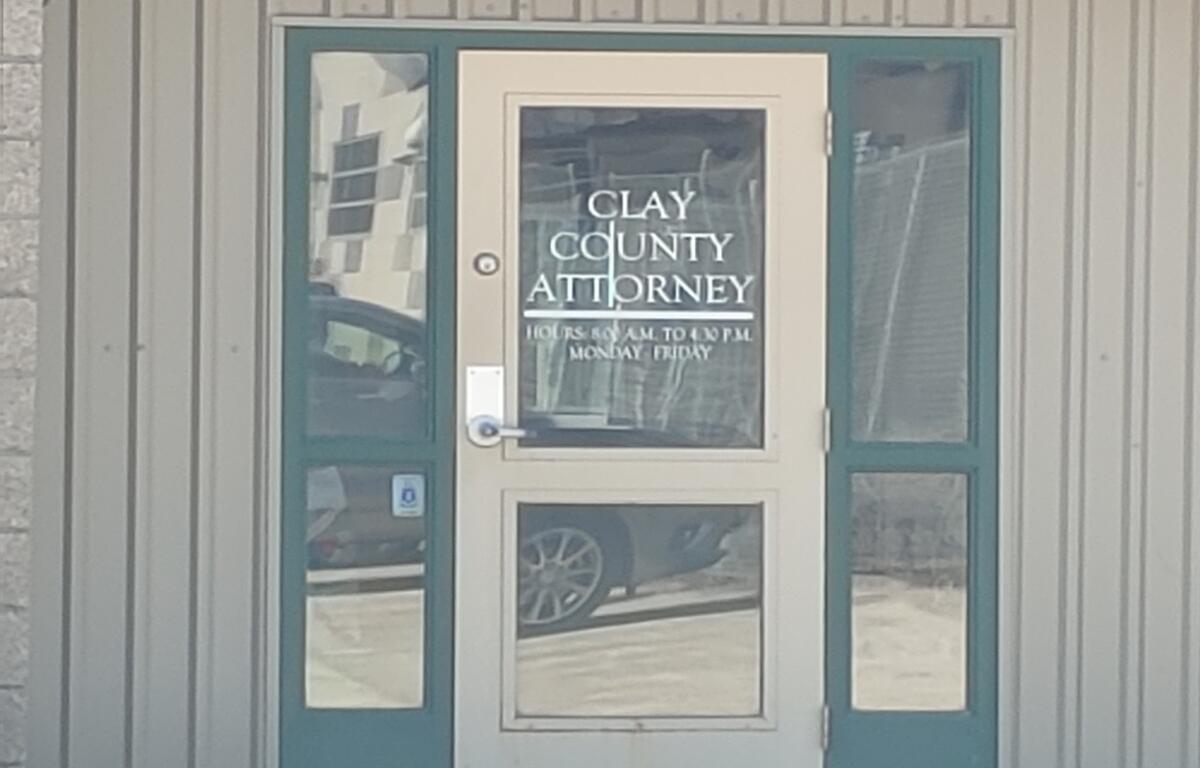 CLAY
COUNTY
ATTORNEY
HOURS: 8:00 A.M. TO 4:30 P.M.
MONDAY FRIDAY